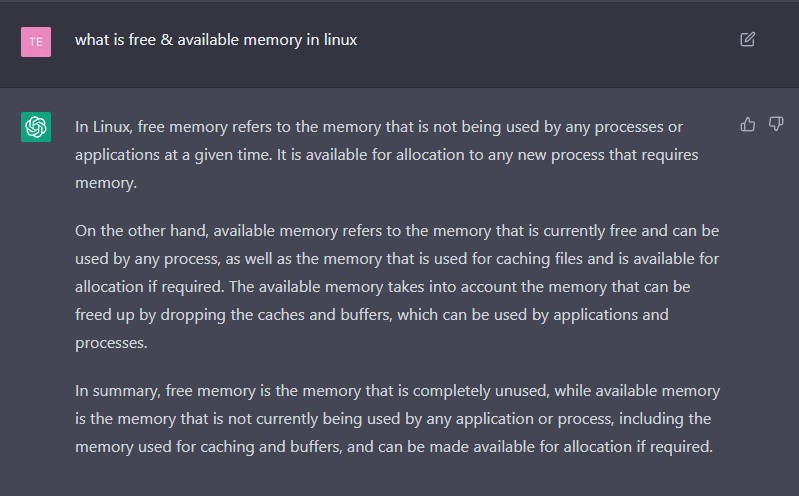 TE
what is free & available memory in linux
In Linux, free memory refers to the memory that is not being used by any processes or
applications at a given time. It is available for allocation to any new process that requires
memory.
On the other hand, available memory refers to the memory that is currently free and can be
used by any process, as well as the memory that is used for caching files and is available for
allocation if required. The available memory takes into account the memory that can be
freed up by dropping the caches and buffers, which can be used by applications and
processes.
In summary, free memory is the memory that is completely unused, while available memory
is the memory that is not currently being used by any application or process, including the
memory used for caching and buffers, and can be made available for allocation if required.